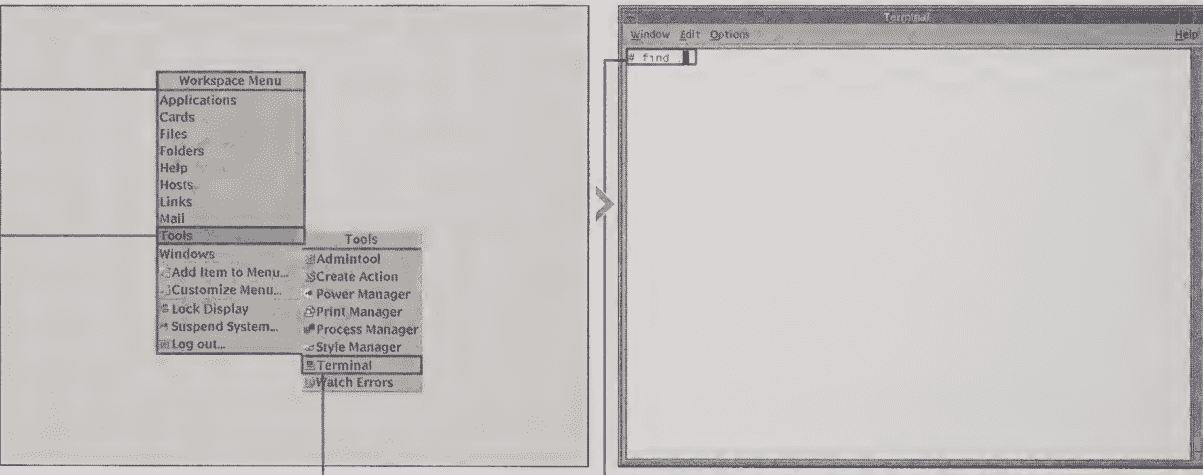 Workspace Menu
Applications
Cards
Files
Folders
Help
Hosts
Links
Mail
Tools
Windows
Add Item to Menu...
Customize Menu...
Lock Display
Suspend System...
Log out...
Tools
Admintool
Create Action
Power Manager
Print Manager
Process Manager
Style Manager
Terminal
Watch Errors
Terminal
Window Edit Options Help
# find .